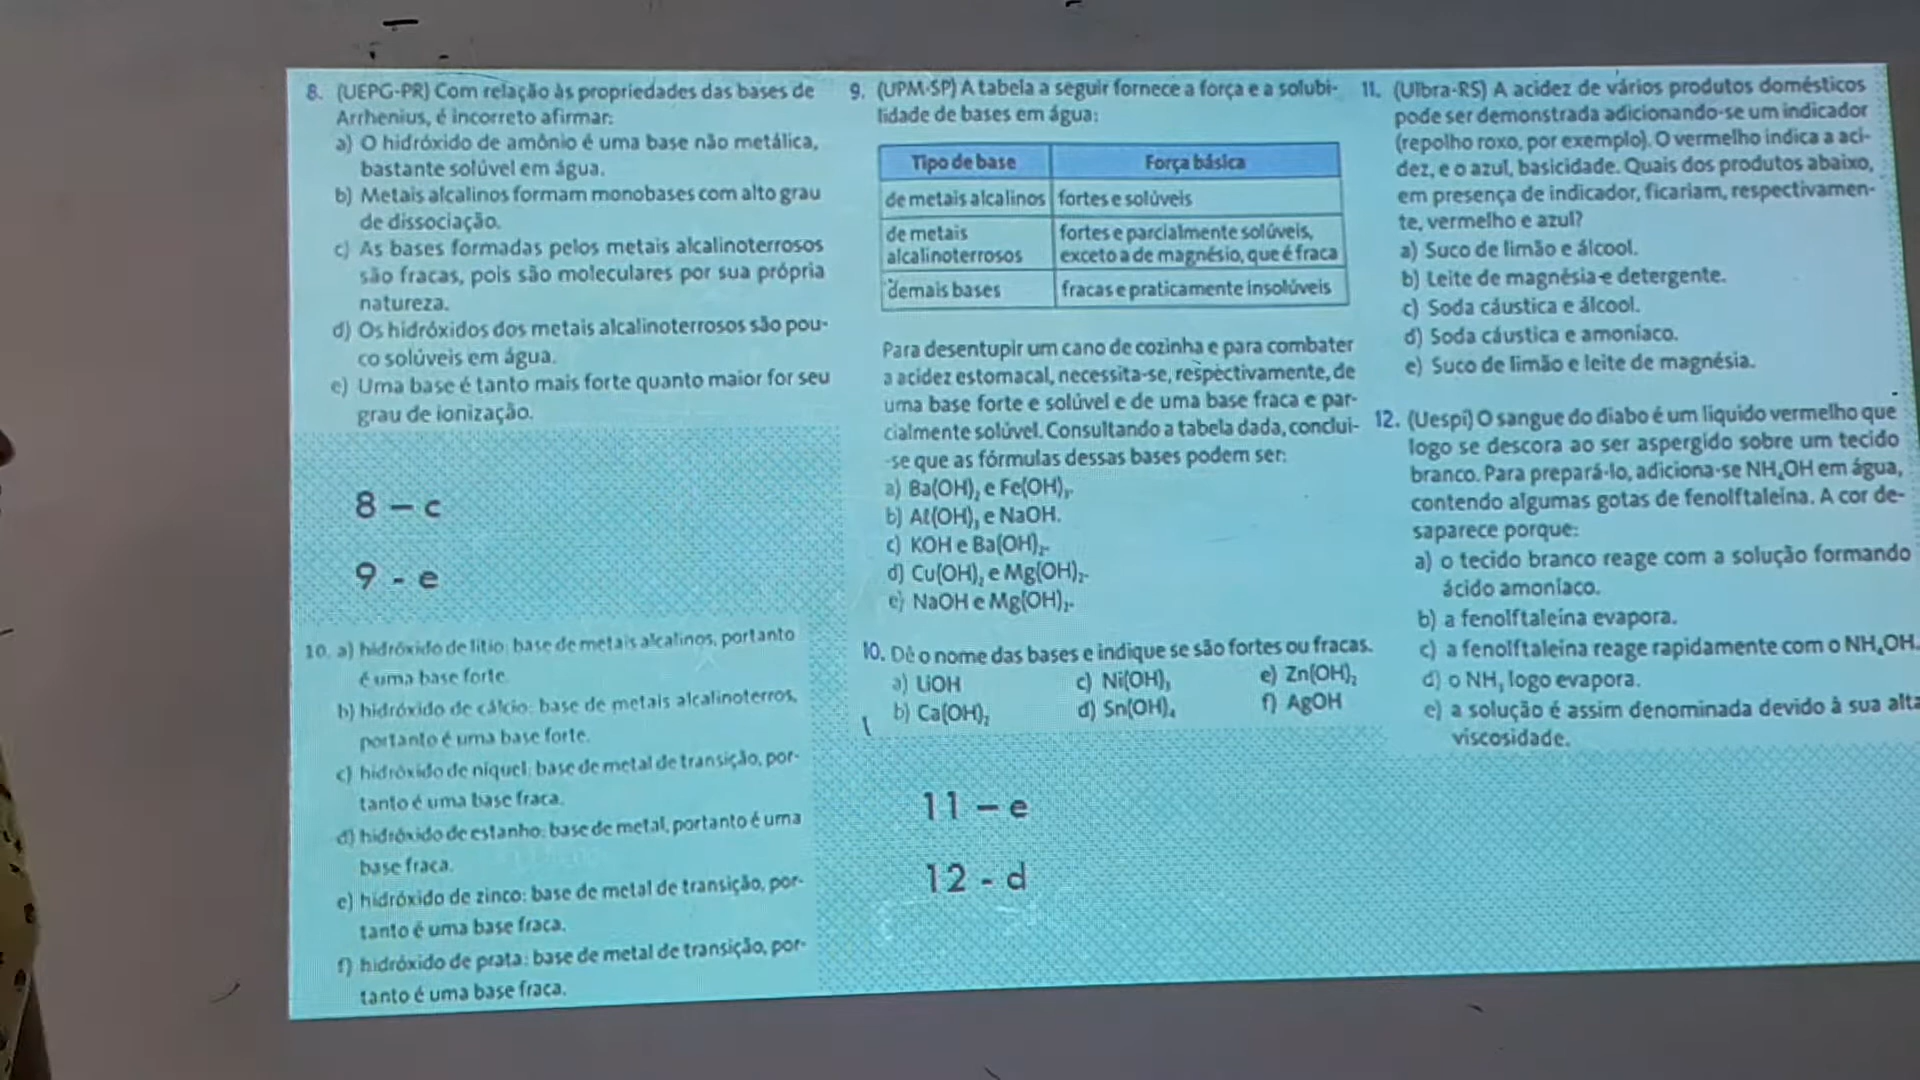 8. (UEPG-PR) Com relação às propriedades das bases de
Arrhenius, é incorreto afirmar:
a) O hidróxido de amônio é uma base não metálica,
bastante solúvel em água.
b) Metais alcalinos formam monobases com alto grau
de dissociação.
c) As bases formadas pelos metais alcalinoterrosos
são fracas, pois são moleculares por sua própria
natureza.
d) Os hidróxidos dos metais alcalinoterrosos são pou-
co solúveis em água.
e) Uma base é tanto mais forte quanto maior for seu
grau de ionização.
8 – c
9 - e
10. a) hidróxido de lítio: base de metais alcalinos, portanto
é uma base forte.
b) hidróxido de cálcio: base de metais alcalinoterros,
portanto é uma base forte.
c) hidróxido de níquel: base de metal de transição, por-
tanto é uma base fraca.
d) hidróxido de estanho: base de metal, portanto é uma
base fraca.
e) hidróxido de zinco: base de metal de transição, por-
tanto é uma base fraca.
f) hidróxido de prata: base de metal de transição, por-
tanto é uma base fraca.
9. (UPM-SP) A tabela a seguir fornece a força e a solubi-
lidade de bases em água:
Tipo de base Força básica
de metais alcalinos fortes e solúveis
de metais alcalinoterrosos fortes e parcialmente solúveis,
exceto a de magnésio, que é fraca
demais bases fracas e praticamente insolúveis
Para desentupir um cano de cozinha e para combater
a acidez estomacal, necessita-se, respectivamente, de
uma base forte e solúvel e de uma base fraca e par-
cialmente solúvel. Consultando a tabela dada, conclui-
-se que as fórmulas dessas bases podem ser:
a) Ba(OH)₂ e Fe(OH)₃.
b) Aℓ(OH)₃ e NaOH.
c) KOH e Ba(OH)₂.
d) Cu(OH)₂ e Mg(OH)₂.
e) NaOH e Mg(OH)₂.
10. Dê o nome das bases e indique se são fortes ou fracas.
a) LiOH c) Ni(OH)₃ e) Zn(OH)₂
b) Ca(OH)₂ d) Sn(OH)₄ f) AgOH
11 – e
12 - d
11. (Ulbra-RS) A acidez de vários produtos domésticos
pode ser demonstrada adicionando-se um indicador
(repolho roxo, por exemplo). O vermelho indica a aci-
dez, e o azul, basicidade. Quais dos produtos abaixo,
em presença de indicador, ficariam, respectivamen-
te, vermelho e azul?
a) Suco de limão e álcool.
b) Leite de magnésia e detergente.
c) Soda cáustica e álcool.
d) Soda cáustica e amoníaco.
e) Suco de limão e leite de magnésia.
12. (Uespi) O sangue do diabo é um líquido vermelho que
logo se descora ao ser aspergido sobre um tecido
branco. Para prepará-lo, adiciona-se NH₄OH em água,
contendo algumas gotas de fenolftaleína. A cor de-
saparece porque:
a) o tecido branco reage com a solução formando
ácido amoníaco.
b) a fenolftaleína evapora.
c) a fenolftaleína reage rapidamente com o NH₄OH.
d) o NH₃ logo evapora.
e) a solução é assim denominada devido à sua alta
viscosidade.